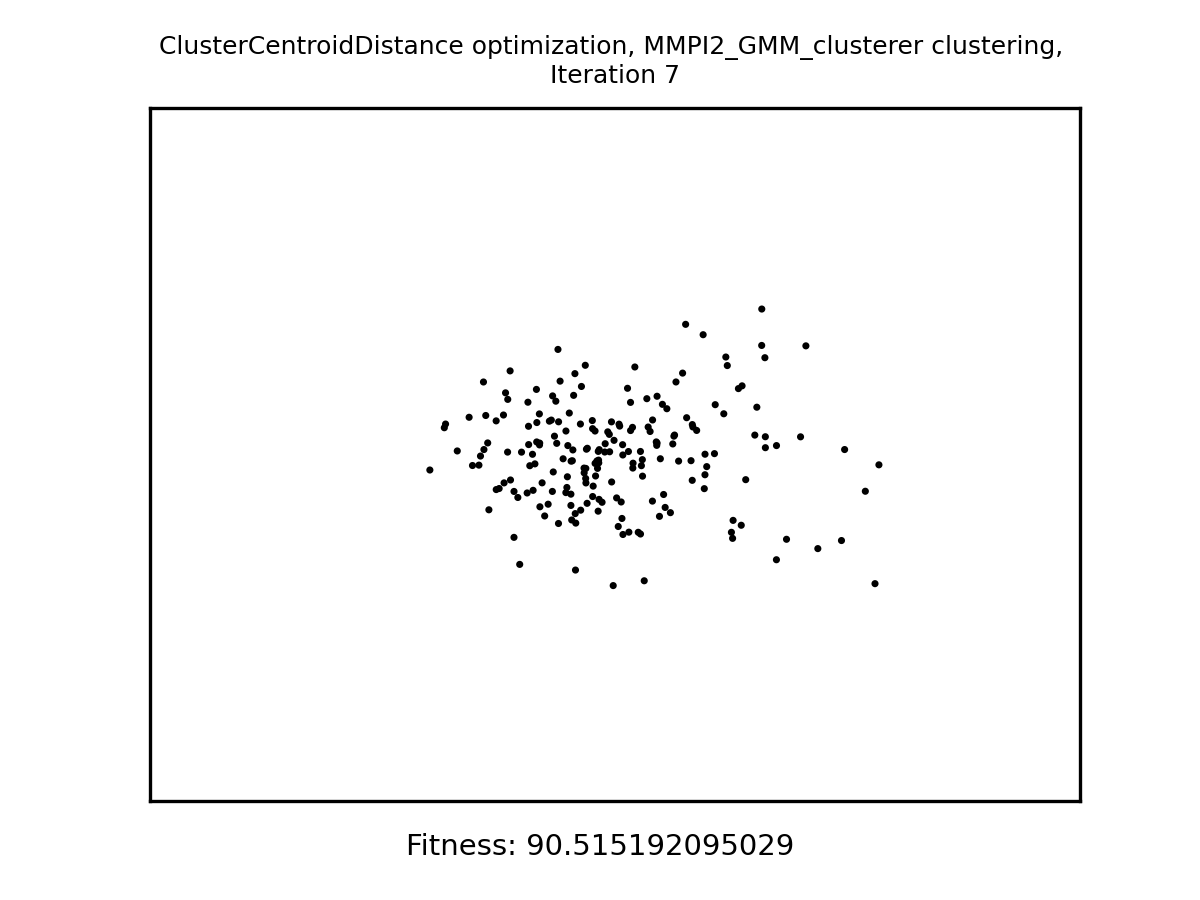 ClusterCentroidDistance optimization, MMPI2_GMM_clusterer clustering,
Iteration 7
Fitness: 90.515192095029